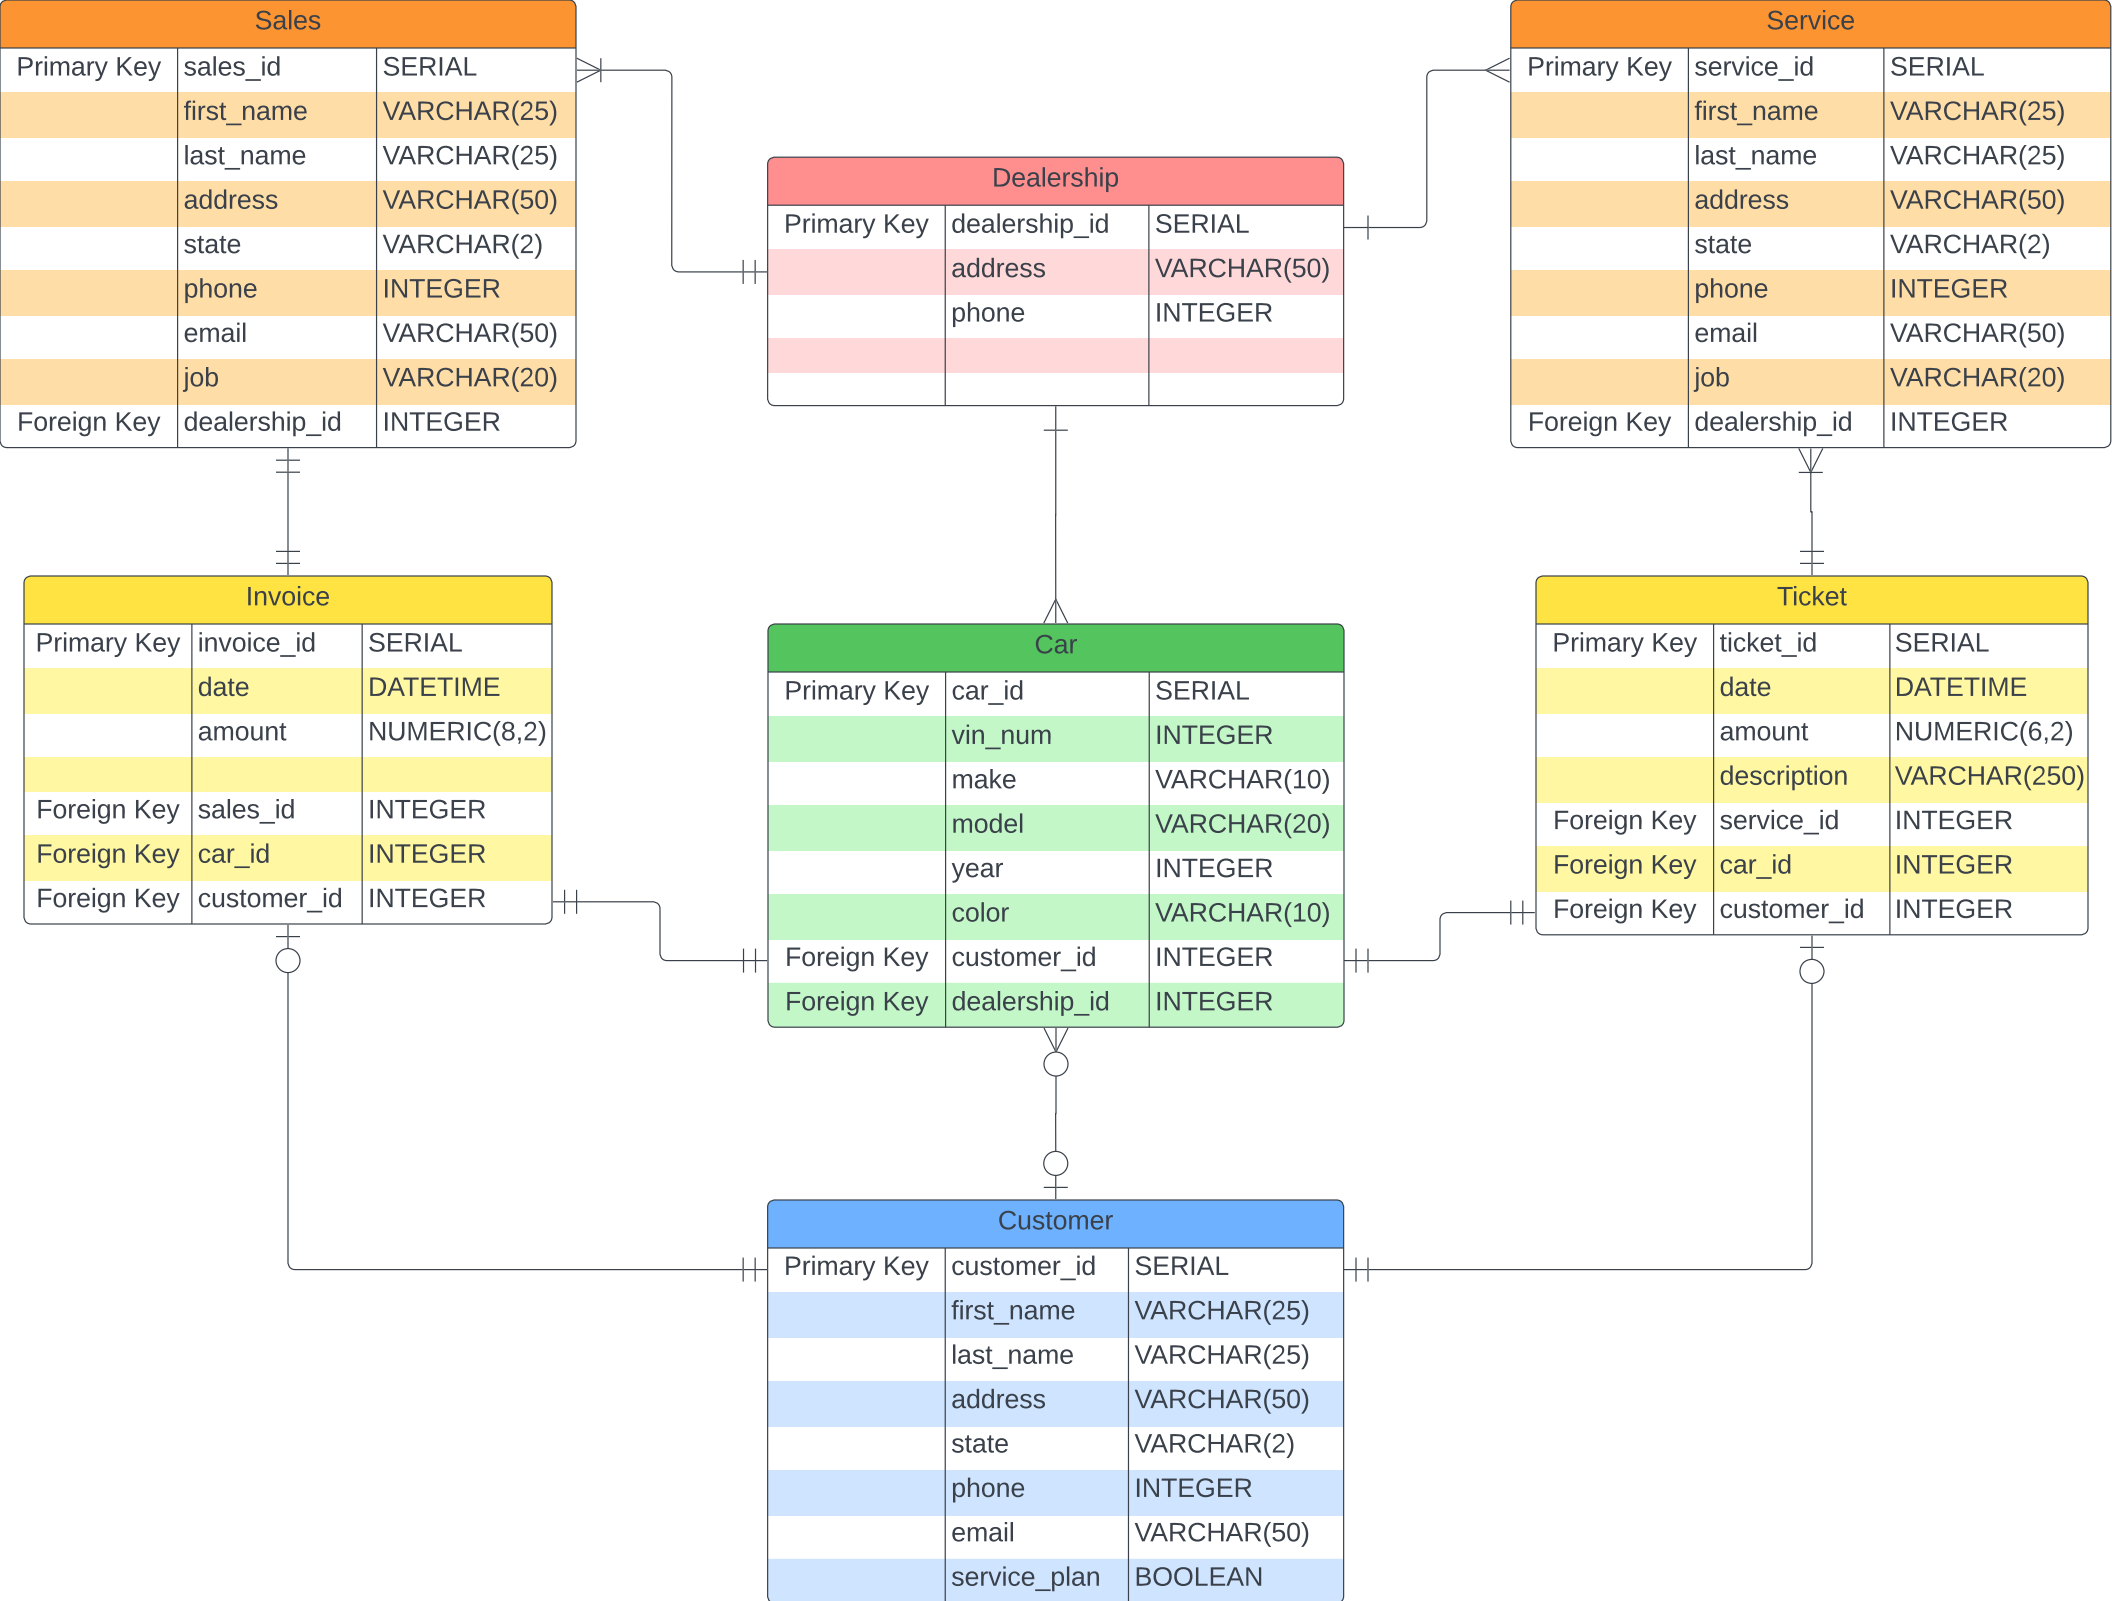 Sales
Primary Key sales_id SERIAL
first_name VARCHAR(25)
last_name VARCHAR(25)
address VARCHAR(50)
state VARCHAR(2)
phone INTEGER
email VARCHAR(50)
job VARCHAR(20)
Foreign Key dealership_id INTEGER
Dealership
Primary Key dealership_id SERIAL
address VARCHAR(50)
phone INTEGER
Service
Primary Key service_id SERIAL
first_name VARCHAR(25)
last_name VARCHAR(25)
address VARCHAR(50)
state VARCHAR(2)
phone INTEGER
email VARCHAR(50)
job VARCHAR(20)
Foreign Key dealership_id INTEGER
Invoice
Primary Key invoice_id SERIAL
date DATETIME
amount NUMERIC(8,2)
Foreign Key sales_id INTEGER
Foreign Key car_id INTEGER
Foreign Key customer_id INTEGER
Car
Primary Key car_id SERIAL
vin_num INTEGER
make VARCHAR(10)
model VARCHAR(20)
year INTEGER
color VARCHAR(10)
Foreign Key customer_id INTEGER
Foreign Key dealership_id INTEGER
Ticket
Primary Key ticket_id SERIAL
date DATETIME
amount NUMERIC(6,2)
description VARCHAR(250)
Foreign Key service_id INTEGER
Foreign Key car_id INTEGER
Foreign Key customer_id INTEGER
Customer
Primary Key customer_id SERIAL
first_name VARCHAR(25)
last_name VARCHAR(25)
address VARCHAR(50)
state VARCHAR(2)
phone INTEGER
email VARCHAR(50)
service_plan BOOLEAN